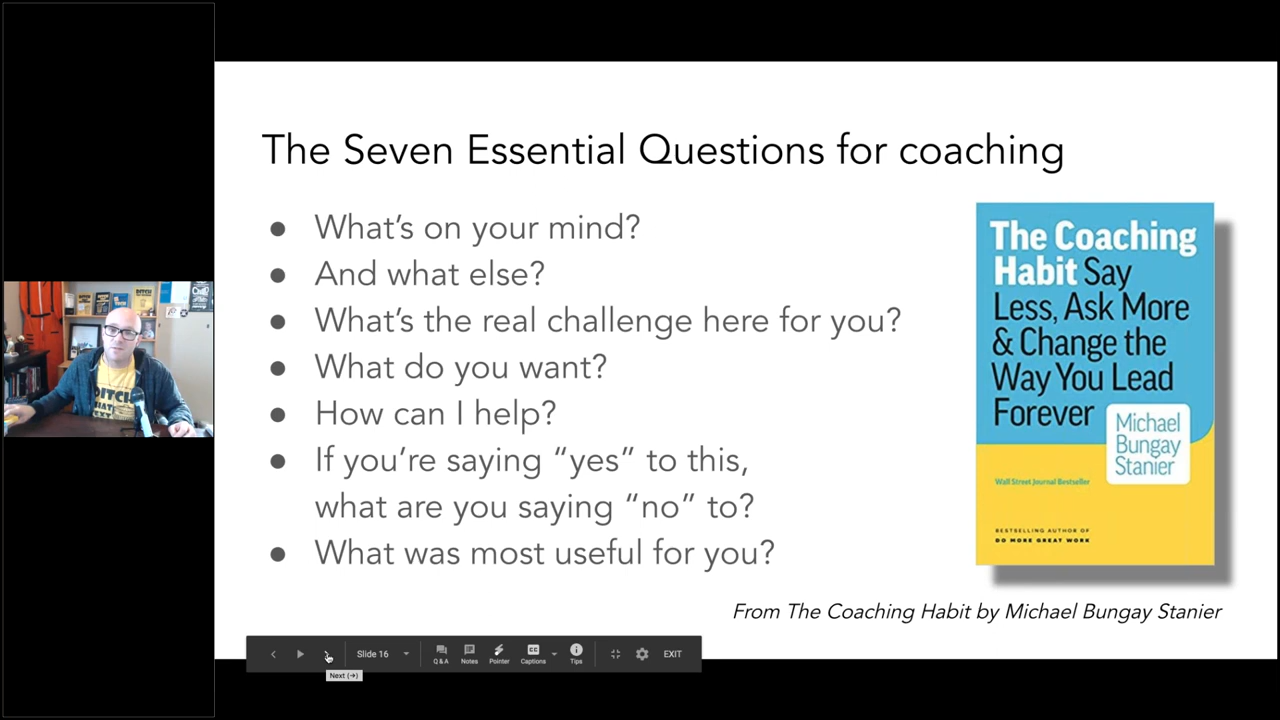 The Seven Essential Questions for coaching
● What's on your mind?
● And what else?
● What's the real challenge here for you?
● What do you want?
● How can I help?
● If you're saying “yes” to this,
what are you saying “no” to?
● What was most useful for you?
The Coaching
Habit Say
Less, Ask More
& Change the
Way You Lead
Forever
Michael
Bungay
Stanier
Wall Street Journal Bestseller
BESTSELLING AUTHOR OF
DO MORE GREAT WORK
From The Coaching Habit by Michael Bungay Stanier
DITCH
THAT
Slide 16
Q&A
Notes
Pointer
CC
Captions
Tips
EXIT
Next (→)